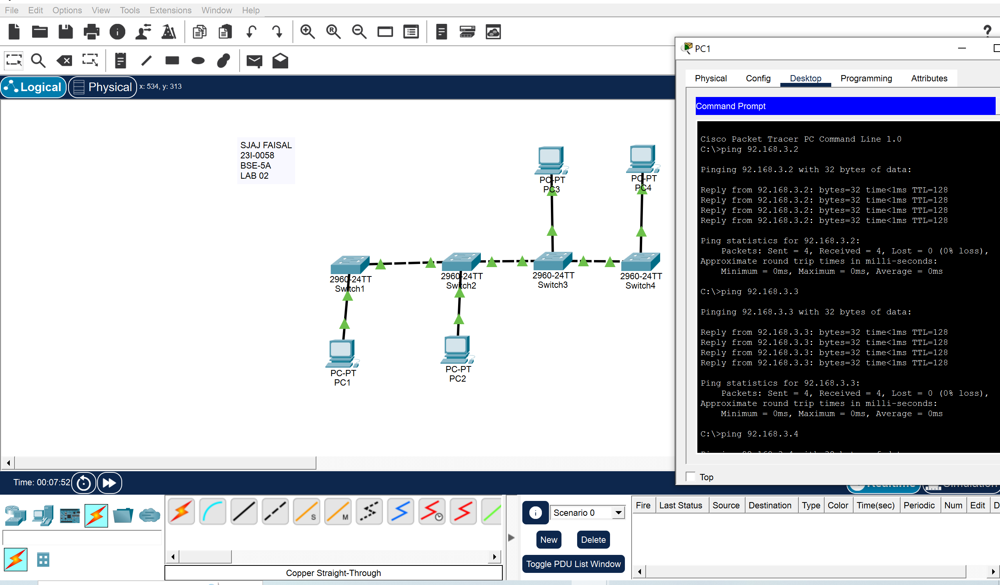 File Edit Options View Tools Extensions Window Help
?
Logical Physical x: 534, y: 313
SJAJ FAISAL
23I-0058
BSE-5A
LAB 02
PC-PT
PC3
PC-PT
PC4
2960-24TT
Switch1
2960-24TT
Switch2
2960-24TT
Switch3
2960-24TT
Switch4
PC-PT
PC1
PC-PT
PC2
PC1
Physical Config Desktop Programming Attributes
Command Prompt
Cisco Packet Tracer PC Command Line 1.0
C:\>ping 92.168.3.2
Pinging 92.168.3.2 with 32 bytes of data:
Reply from 92.168.3.2: bytes=32 time<1ms TTL=128
Reply from 92.168.3.2: bytes=32 time<1ms TTL=128
Reply from 92.168.3.2: bytes=32 time<1ms TTL=128
Reply from 92.168.3.2: bytes=32 time<1ms TTL=128
Ping statistics for 92.168.3.2:
Packets: Sent = 4, Received = 4, Lost = 0 (0% loss),
Approximate round trip times in milli-seconds:
Minimum = 0ms, Maximum = 0ms, Average = 0ms
C:\>ping 92.168.3.3
Pinging 92.168.3.3 with 32 bytes of data:
Reply from 92.168.3.3: bytes=32 time<1ms TTL=128
Reply from 92.168.3.3: bytes=32 time<1ms TTL=128
Reply from 92.168.3.3: bytes=32 time<1ms TTL=128
Reply from 92.168.3.3: bytes=32 time<1ms TTL=128
Ping statistics for 92.168.3.3:
Packets: Sent = 4, Received = 4, Lost = 0 (0% loss),
Approximate round trip times in milli-seconds:
Minimum = 0ms, Maximum = 0ms, Average = 0ms
C:\>ping 92.168.3.4
Top
Time: 00:07:52
Realtime Simulation
S M
Copper Straight-Through
Scenario 0
New Delete
Toggle PDU List Window
Fire Last Status Source Destination Type Color Time(sec) Periodic Num Edit D